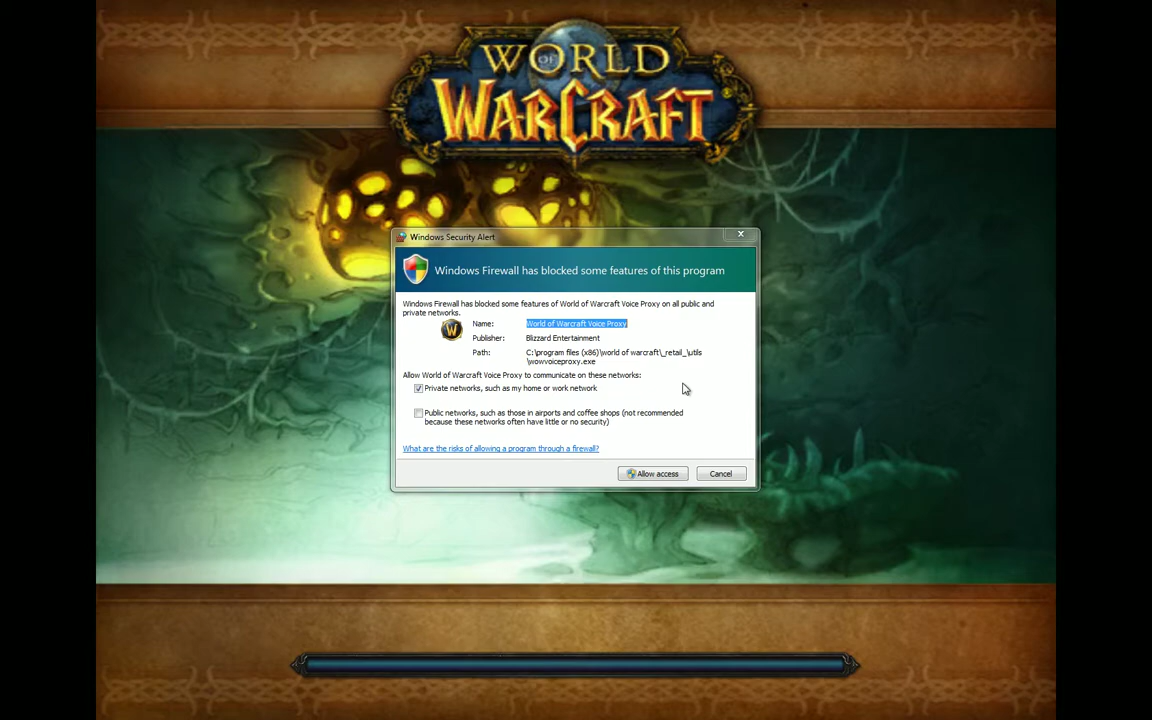 WORLD
OF
WARCRAFT®
Windows Security Alert
Windows Firewall has blocked some features of this program
Windows Firewall has blocked some features of World of Warcraft Voice Proxy on all public and
private networks.
Name: World of Warcraft Voice Proxy
Publisher: Blizzard Entertainment
Path: C:\program files (x86)\world of warcraft\_retail_\utils
\wowvoiceproxy.exe
Allow World of Warcraft Voice Proxy to communicate on these networks:
Private networks, such as my home or work network
Public networks, such as those in airports and coffee shops (not recommended
because these networks often have little or no security)
What are the risks of allowing a program through a firewall?
Allow access Cancel